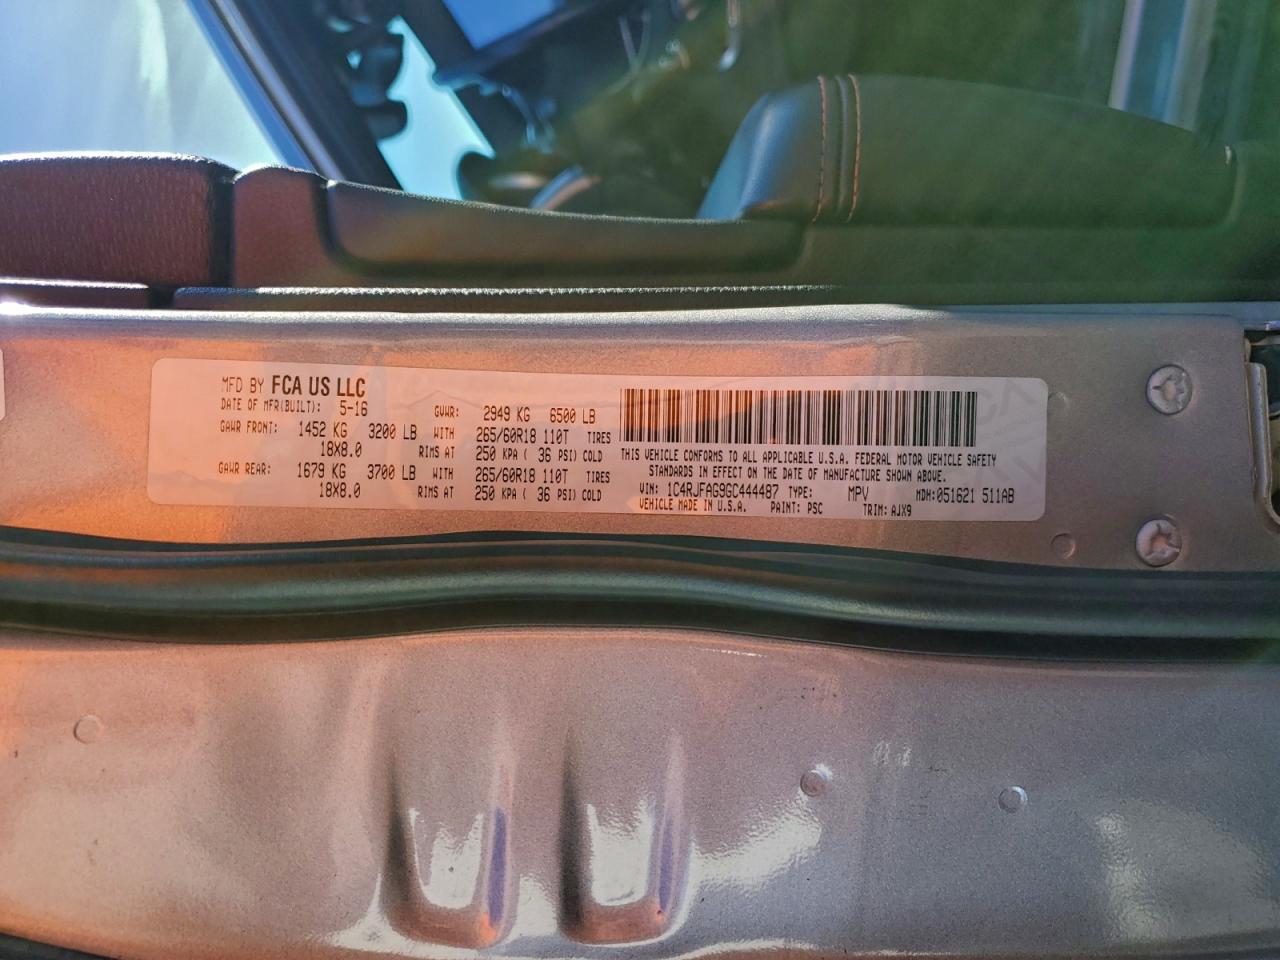 MFD BY FCA US LLC
DATE OF MFR(BUILT): 5-16 GVWR: 2949 KG 6500 LB
GAWR FRONT: 1452 KG 3200 LB WITH 265/60R18 110T TIRES
18X8.0 RIMS AT 250 KPA ( 36 PSI) COLD
GAWR REAR: 1679 KG 3700 LB WITH 265/60R18 110T TIRES
18X8.0 RIMS AT 250 KPA ( 36 PSI) COLD
THIS VEHICLE CONFORMS TO ALL APPLICABLE U.S.A. FEDERAL MOTOR VEHICLE SAFETY
STANDARDS IN EFFECT ON THE DATE OF MANUFACTURE SHOWN ABOVE.
VIN: 1C4RJFAG9GC444487 TYPE: MPV MDH:051621 511AB
VEHICLE MADE IN U.S.A. PAINT: PSC TRIM: AJX9